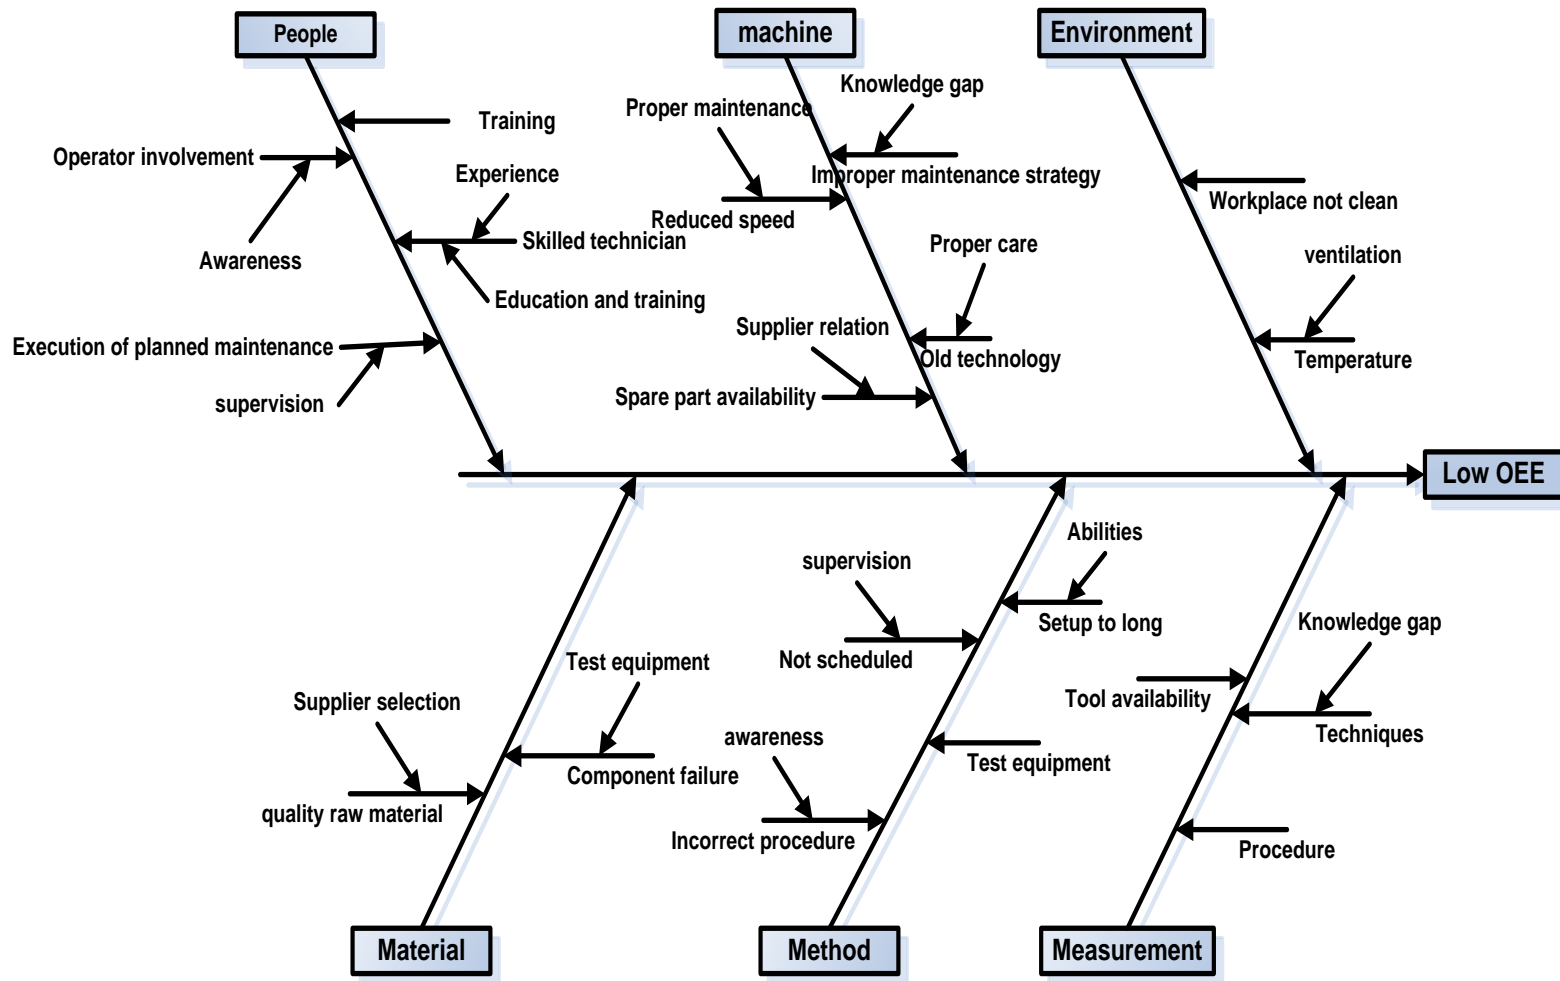 People
machine
Environment
Knowledge gap
Proper maintenance
Training
Operator involvement
Experience
Improper maintenance strategy
Workplace not clean
Reduced speed
Skilled technician
Proper care
ventilation
Awareness
Education and training
Supplier relation
Execution of planned maintenance
Old technology
Temperature
supervision
Spare part availability
Low OEE
Abilities
supervision
Setup to long
Knowledge gap
Test equipment
Not scheduled
Supplier selection
Tool availability
awareness
Techniques
Test equipment
Component failure
quality raw material
Incorrect procedure
Procedure
Material
Method
Measurement